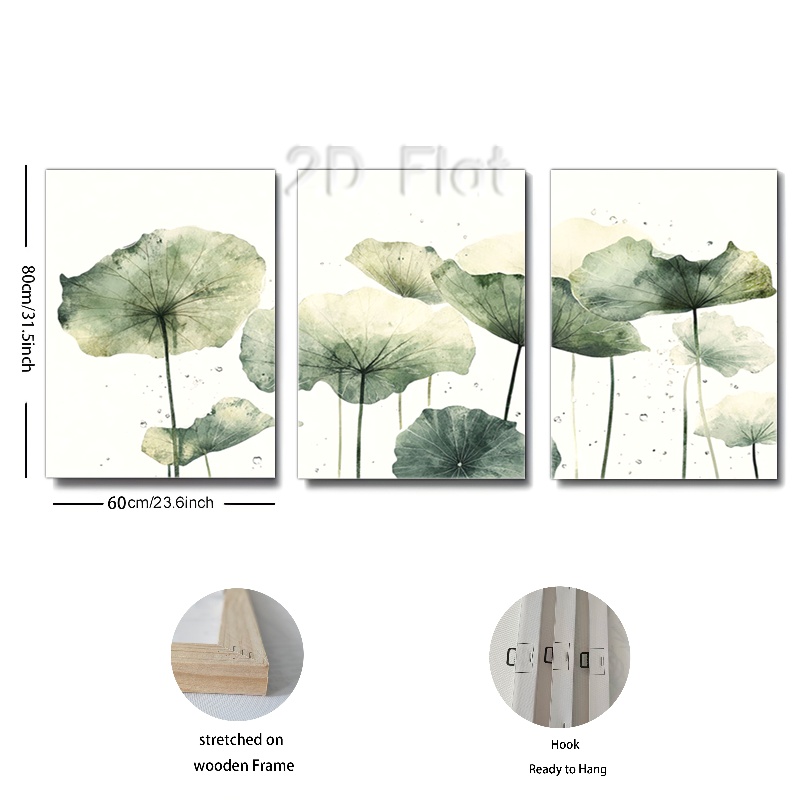 2D Flat
80cm/31.5inch
60cm/23.6inch
stretched on
wooden Frame
Hook
Ready to Hang